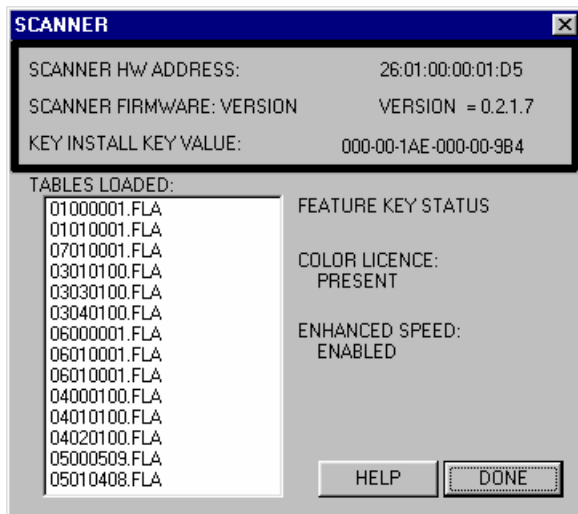 SCANNER
SCANNER HW ADDRESS: 26:01:00:00:01:D5
SCANNER FIRMWARE: VERSION VERSION = 0.2.1.7
KEY INSTALL KEY VALUE: 000-00-1AE-000-00-9B4
TABLES LOADED:
01000001.FLA
01010001.FLA
07010001.FLA
03010100.FLA
03030100.FLA
03040100.FLA
06000001.FLA
06010001.FLA
06010001.FLA
04000100.FLA
04010100.FLA
04020100.FLA
05000509.FLA
05010408.FLA
FEATURE KEY STATUS
COLOR LICENCE:
PRESENT
ENHANCED SPEED:
ENABLED
HELP DONE